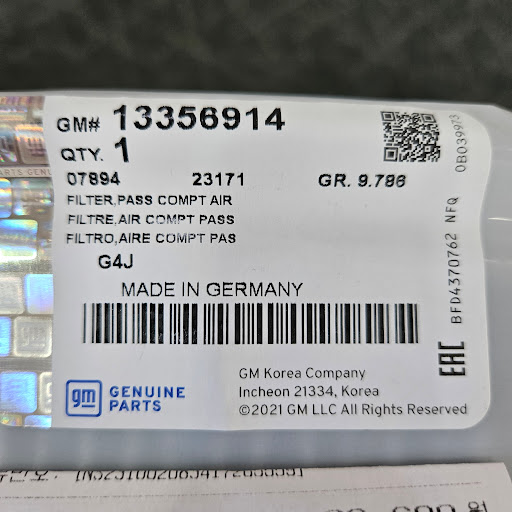 GM# 13356914
QTY. 1
07894 23171 GR. 9.786
FILTER,PASS COMPT AIR
FILTRE,AIR COMPT PASS
FILTRO,AIRE COMPT PAS
G4J
MADE IN GERMANY
gm GENUINE
PARTS
GM Korea Company
Incheon 21334, Korea
©2021 GM LLC All Rights Reserved
0B039973
BFD4370762 NFQ
EAC
gm